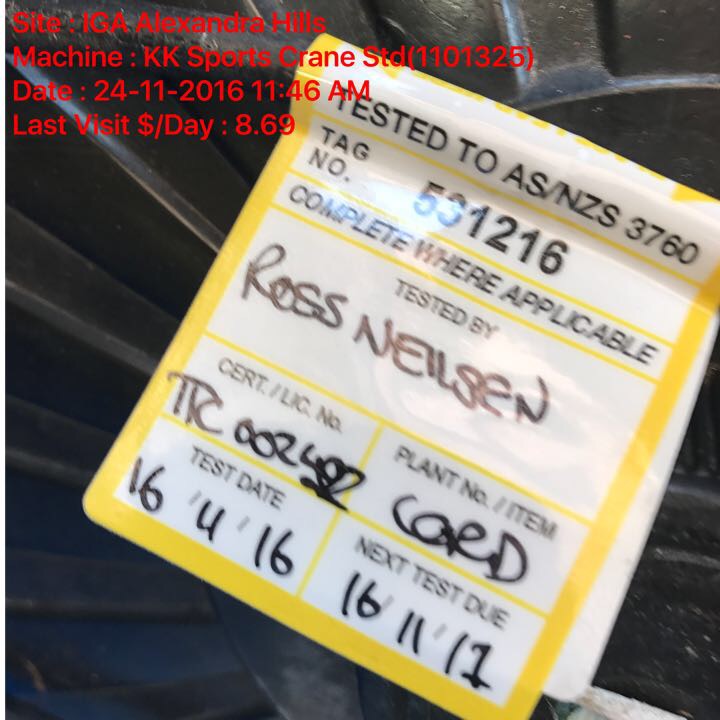 Site : IGA Alexandra Hills
Machine : KK Sports Crane Std(1101325)
Date : 24-11-2016 11:46 AM
Last Visit $/Day : 8.69
TESTED TO AS/NZS 3760
TAG NO. 531216
COMPLETE WHERE APPLICABLE
TESTED BY
ROSS NEILSEN
CERT. / LIC. No.
PLANT No. / ITEM
CORD
TEST DATE
16 / 4 / 16
NEXT TEST DUE
16 / 11 / 17